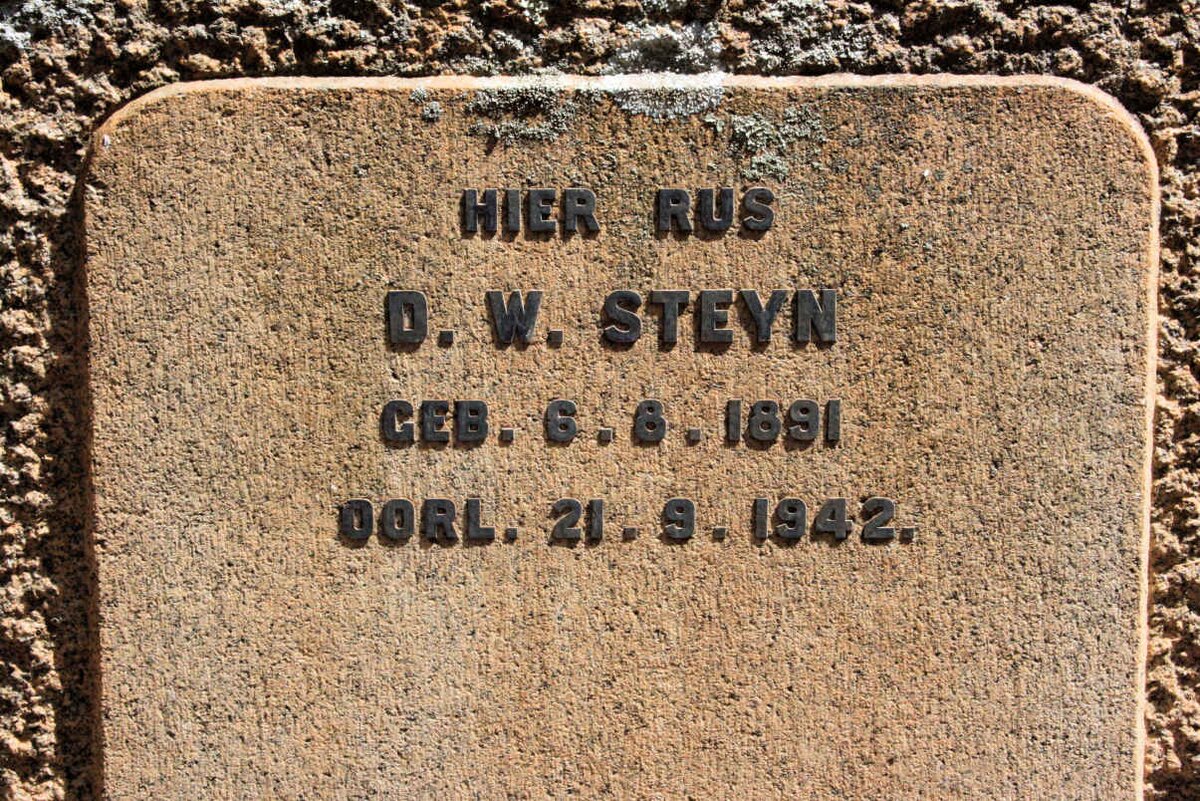 HIER RUS
D. W. STEYN
GEB. 6.8.1891
OORL. 21.9.1942.